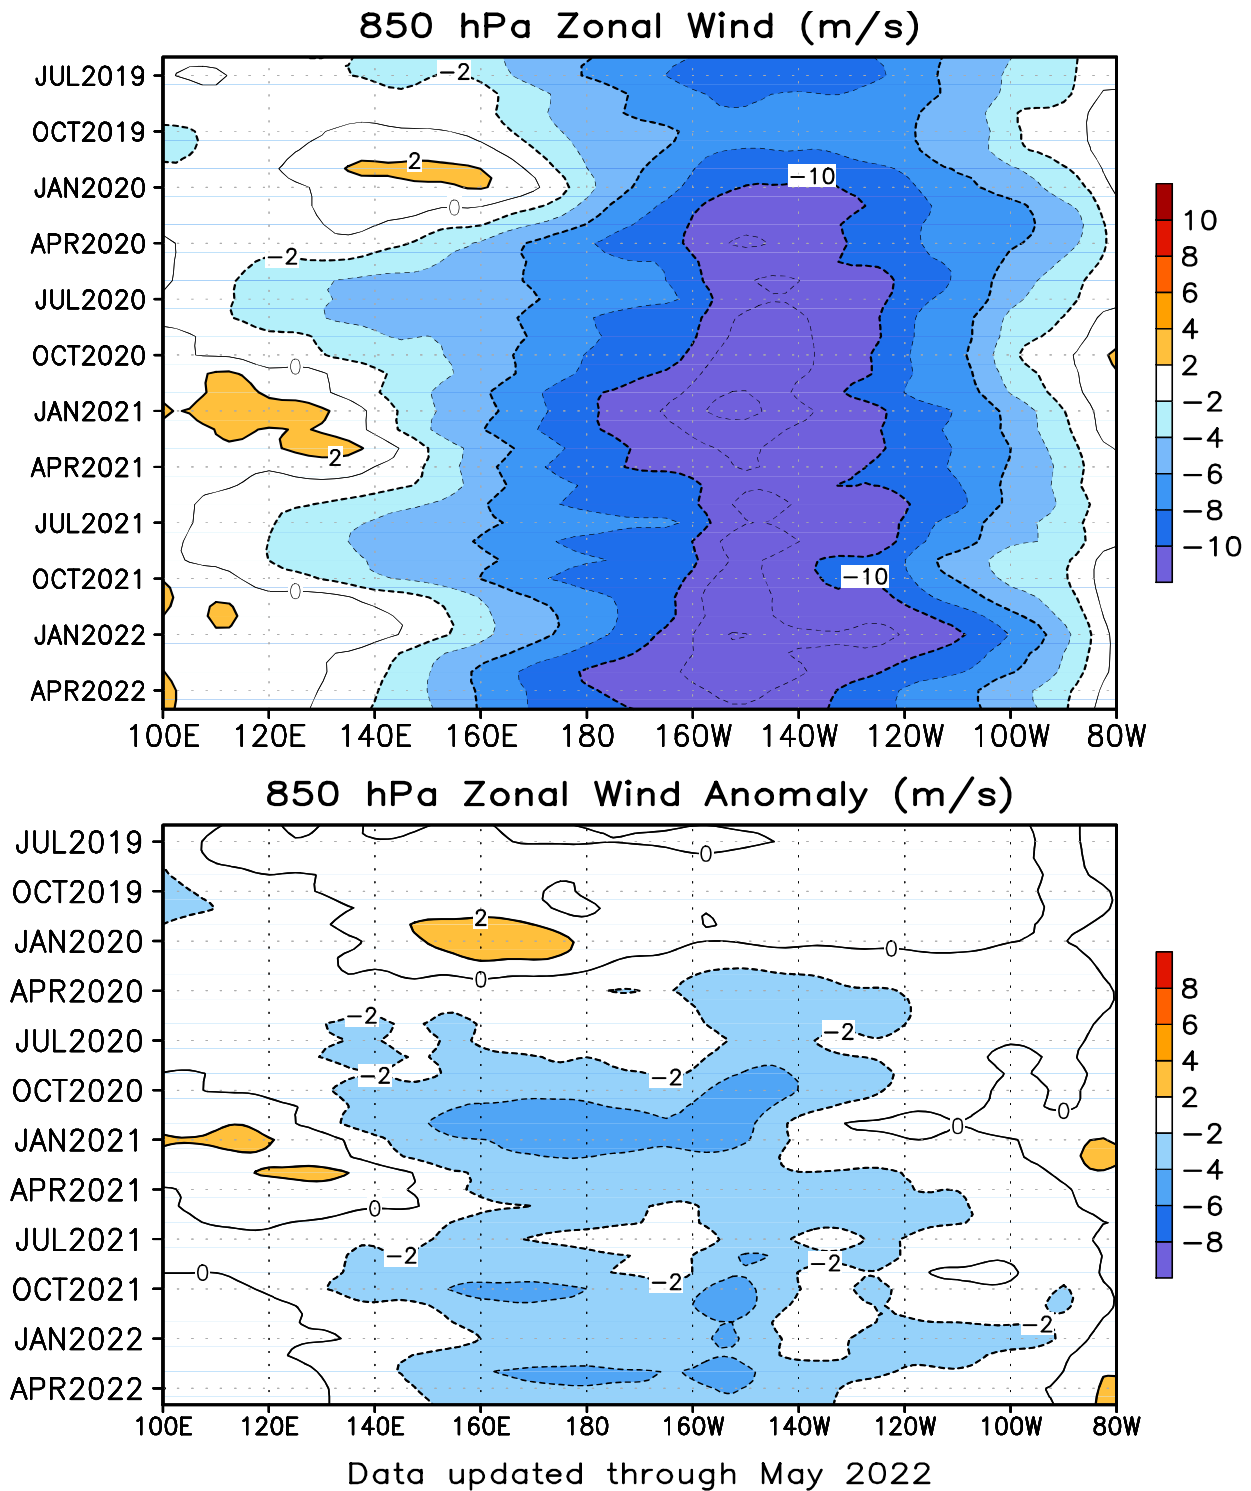 850 hPa Zonal Wind (m/s)
JUL2019
OCT2019
JAN2020
APR2020
JUL2020
OCT2020
JAN2021
APR2021
JUL2021
OCT2021
JAN2022
APR2022
-2
2
0
-10
-2
0
2
-10
0
100E 120E 140E 160E 180 160W 140W 120W 100W 80W
10
8
6
4
2
-2
-4
-6
-8
-10
850 hPa Zonal Wind Anomaly (m/s)
JUL2019
OCT2019
JAN2020
APR2020
JUL2020
OCT2020
JAN2021
APR2021
JUL2021
OCT2021
JAN2022
APR2022
0
2
0
0
-2
-2
-2
-2
0
0
0
-2
-2
0
-2
-2
100E 120E 140E 160E 180 160W 140W 120W 100W 80W
8
6
4
2
-2
-4
-6
-8
Data updated through May 2022